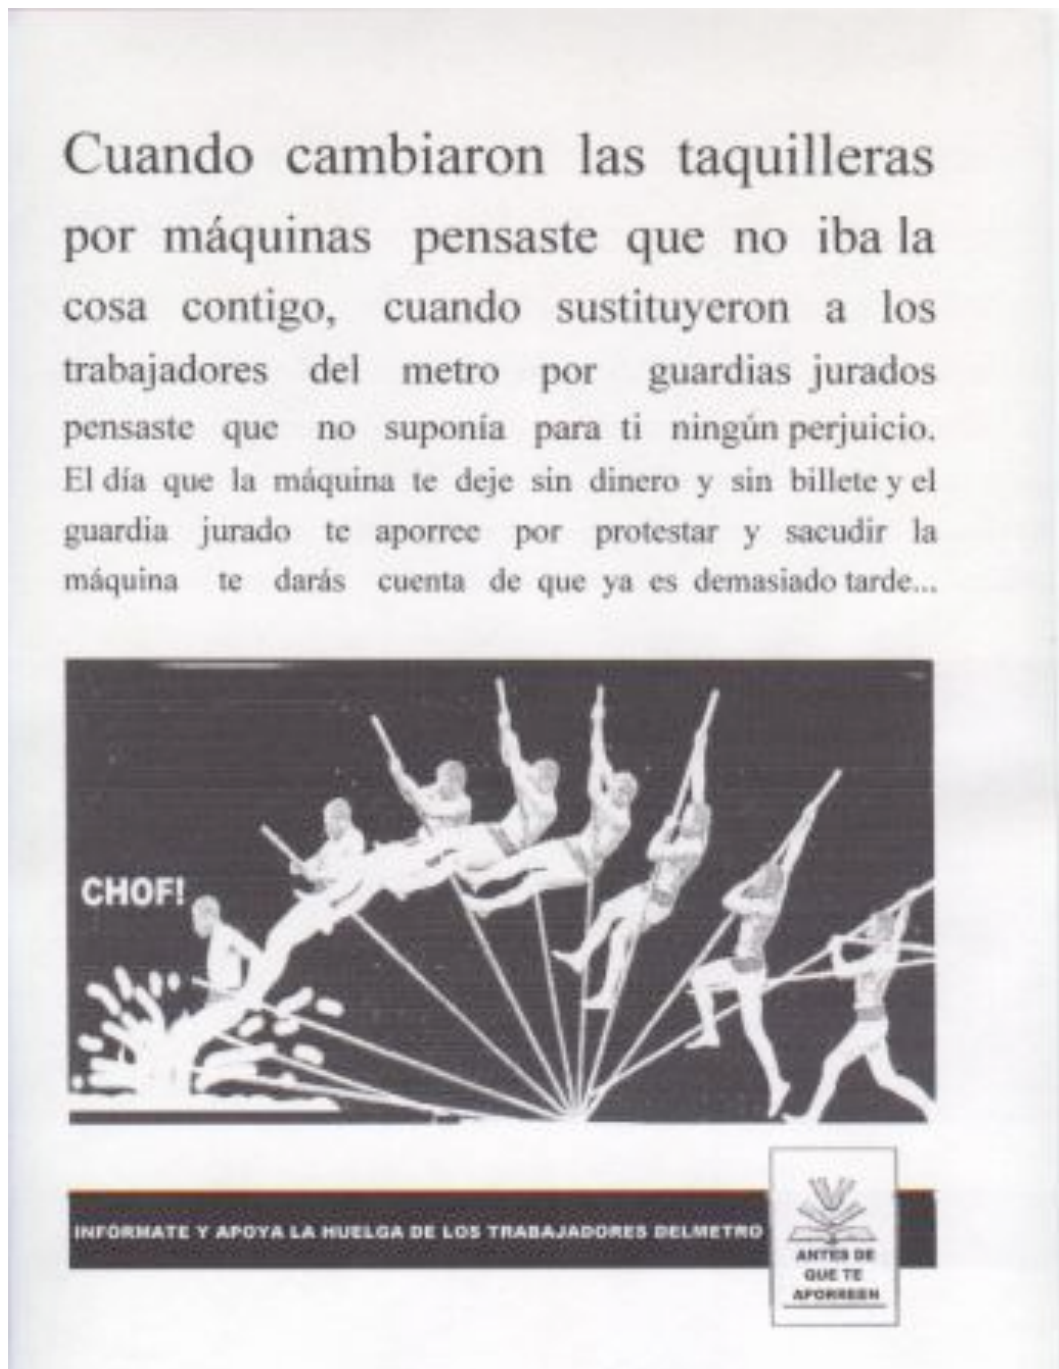 Cuando cambiaron las taquilleras
por máquinas pensaste que no iba la
cosa contigo, cuando sustituyeron a los
trabajadores del metro por guardias jurados
pensaste que no suponía para ti ningún perjuicio.
El día que la máquina te deje sin dinero y sin billete y el
guardia jurado te aporree por protestar y sacudir la
máquina te darás cuenta de que ya es demasiado tarde...
CHOF!
INFÓRMATE Y APOYA LA HUELGA DE LOS TRABAJADORES DELMETRO
ANTES DE
QUE TE
APORREEN